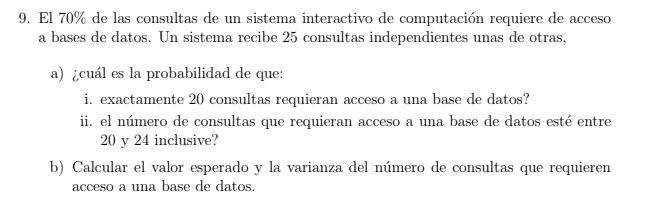 9. El 70% de las consultas de un sistema interactivo de computación requiere de acceso
a bases de datos. Un sistema recibe 25 consultas independientes unas de otras,
a) ¿cuál es la probabilidad de que:
i. exactamente 20 consultas requieran acceso a una base de datos?
ii. el número de consultas que requieran acceso a una base de datos esté entre
20 y 24 inclusive?
b) Calcular el valor esperado y la varianza del número de consultas que requieren
acceso a una base de datos.